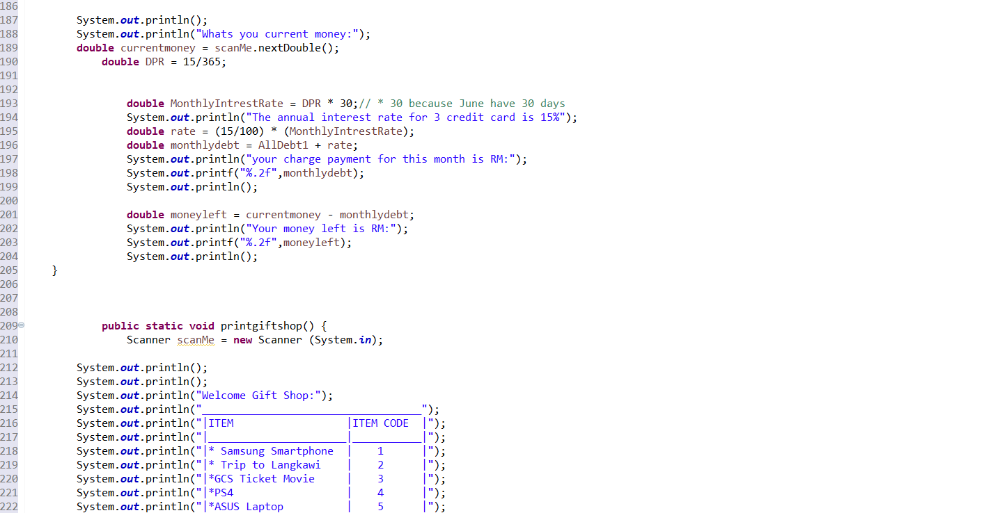 186
187 System.out.println();
188 System.out.println("Whats you current money:");
189 double currentmoney = scanMe.nextDouble();
190 double DPR = 15/365;
191
192
193 double MonthlyIntrestRate = DPR * 30;// * 30 because June have 30 days
194 System.out.println("The annual interest rate for 3 credit card is 15%");
195 double rate = (15/100) * (MonthlyIntrestRate);
196 double monthlydebt = AllDebt1 + rate;
197 System.out.println("your charge payment for this month is RM:");
198 System.out.printf("%.2f",monthlydebt);
199 System.out.println();
200
201 double moneyleft = currentmoney - monthlydebt;
202 System.out.println("Your money left is RM:");
203 System.out.printf("%.2f",moneyleft);
204 System.out.println();
205 }
206
207
208
209 public static void printgiftshop() {
210 Scanner scanMe = new Scanner (System.in);
211
212 System.out.println();
213 System.out.println();
214 System.out.println("Welcome Gift Shop:");
215 System.out.println("___________________________________");
216 System.out.println("|ITEM                  |ITEM CODE  |");
217 System.out.println("|______________________|___________|");
218 System.out.println("|* Samsung Smartphone  |    1      |");
219 System.out.println("|* Trip to Langkawi    |    2      |");
220 System.out.println("|*GCS Ticket Movie     |    3      |");
221 System.out.println("|*PS4                  |    4      |");
222 System.out.println("|*ASUS Laptop          |    5      |");